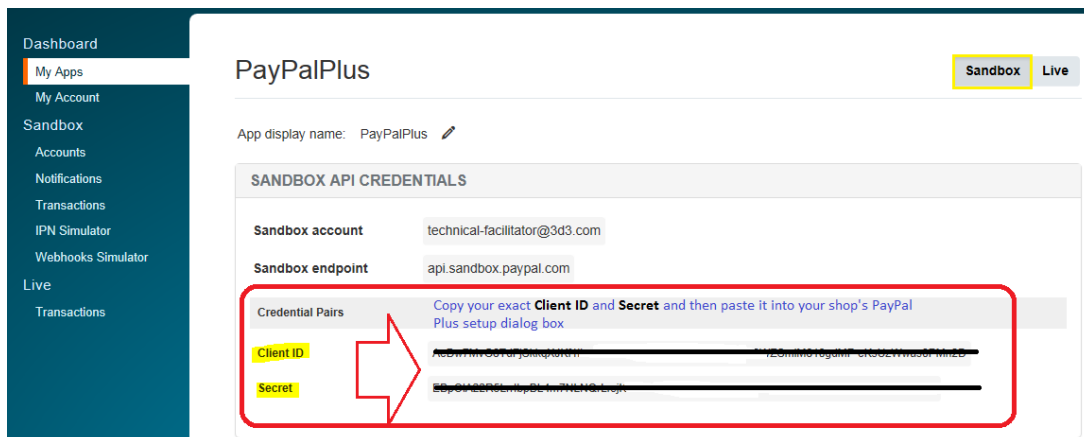 Dashboard
My Apps
My Account
Sandbox
Accounts
Notifications
Transactions
IPN Simulator
Webhooks Simulator
Live
Transactions
PayPalPlus
Sandbox Live
App display name: PayPalPlus
SANDBOX API CREDENTIALS
Sandbox account technical-facilitator@3d3.com
Sandbox endpoint api.sandbox.paypal.com
Credential Pairs Copy your exact Client ID and Secret and then paste it into your shop's PayPal
Plus setup dialog box
Client ID
Secret